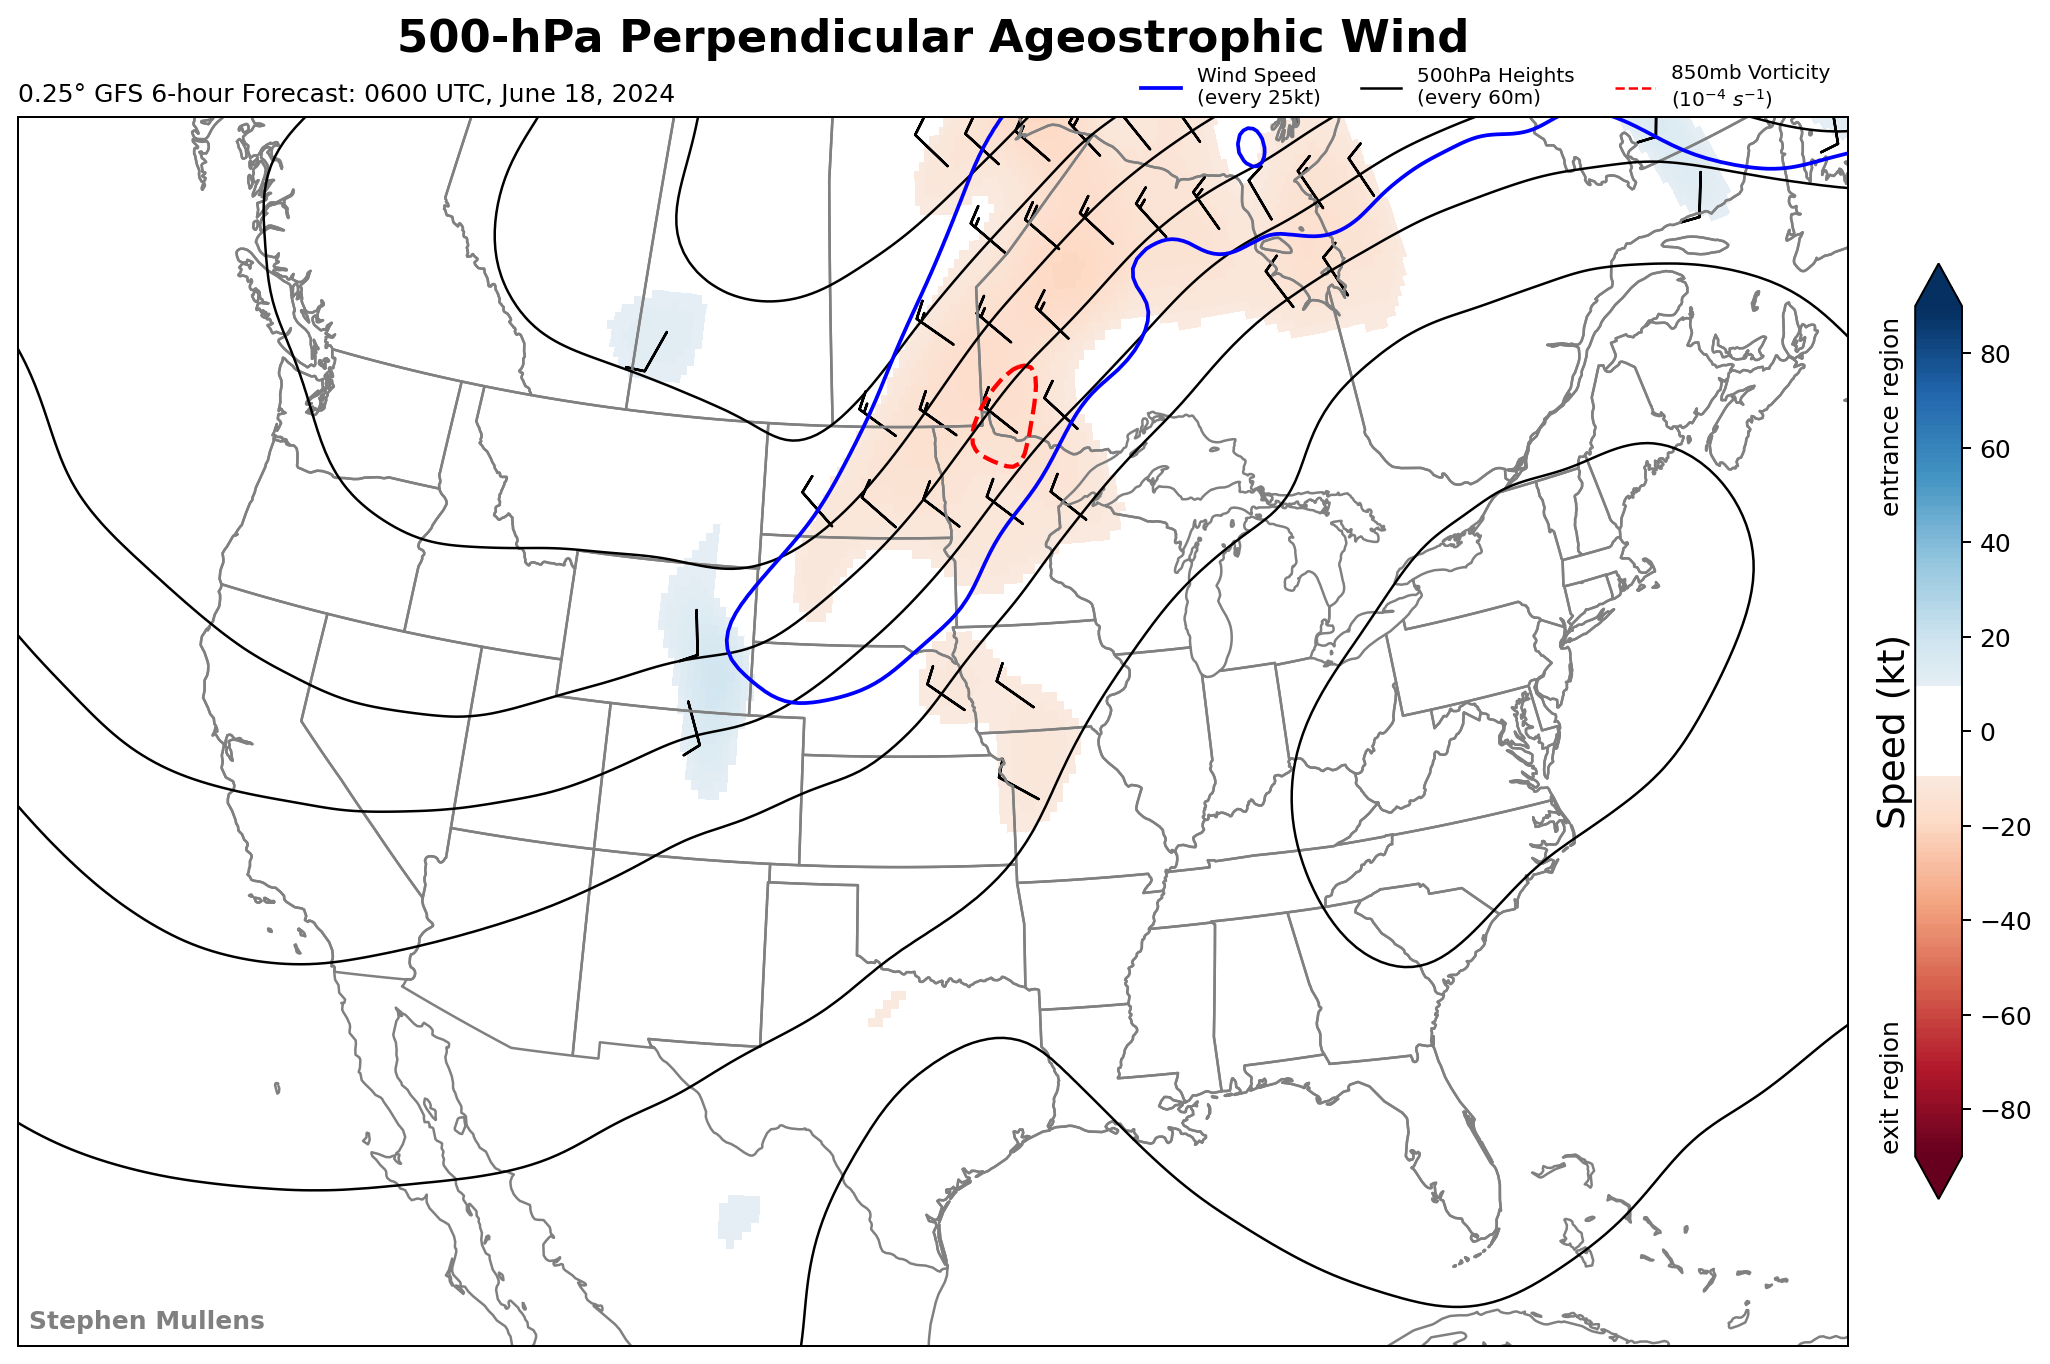 500-hPa Perpendicular Ageostrophic Wind
0.25° GFS 6-hour Forecast: 0600 UTC, June 18, 2024
Wind Speed
(every 25kt)
500hPa Heights
(every 60m)
850mb Vorticity
(10⁻⁴ s⁻¹)
entrance region
Speed (kt)
exit region
80
60
40
20
0
−20
−40
−60
−80
Stephen Mullens